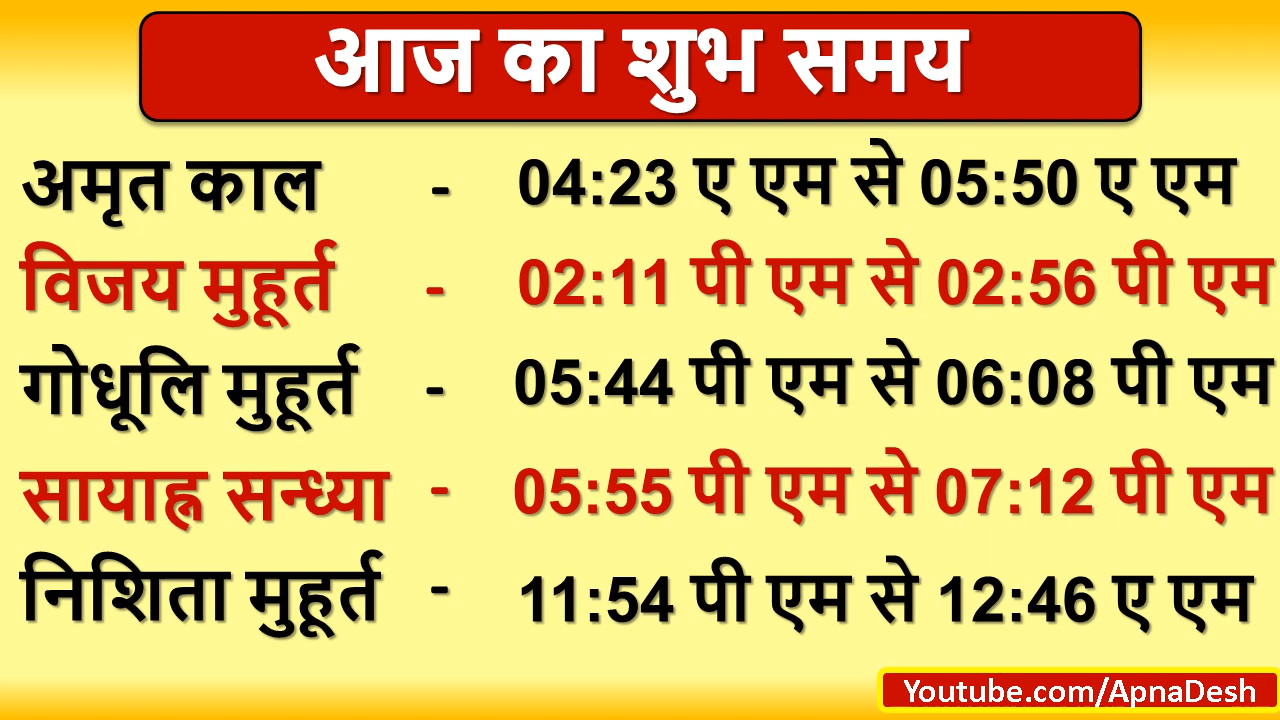 आज का शुभ समय
अमृत काल - 04:23 ए एम से 05:50 ए एम
विजय मुहूर्त - 02:11 पी एम से 02:56 पी एम
गोधूलि मुहूर्त - 05:44 पी एम से 06:08 पी एम
सायाह्न सन्ध्या - 05:55 पी एम से 07:12 पी एम
निशिता मुहूर्त - 11:54 पी एम से 12:46 ए एम
Youtube.com/ApnaDesh